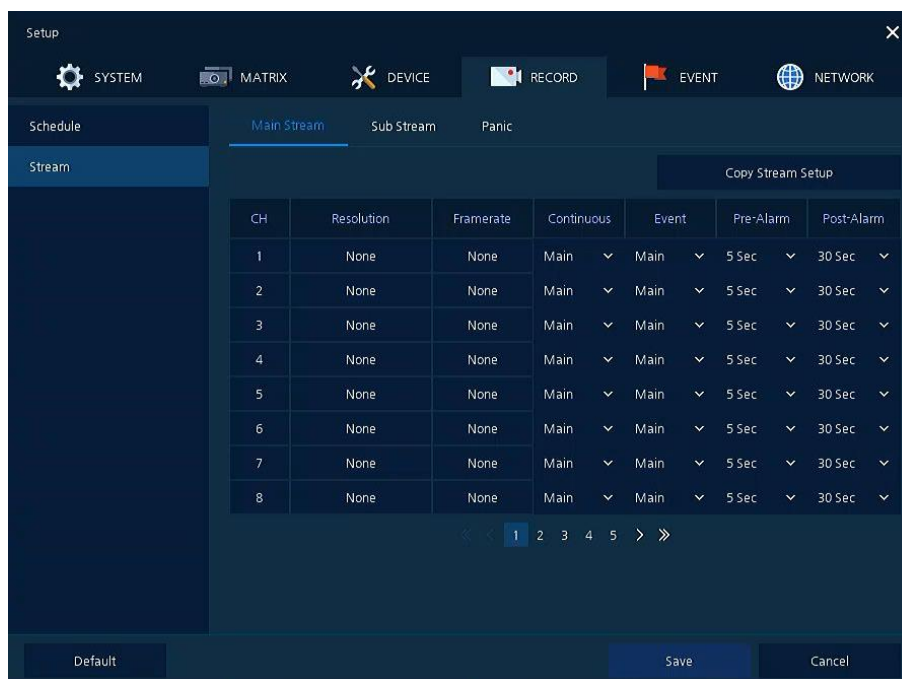 Setup
SYSTEM MATRIX DEVICE RECORD EVENT NETWORK
Schedule
Stream
Main Stream Sub Stream Panic
Copy Stream Setup
CH Resolution Framerate Continuous Event Pre-Alarm Post-Alarm
1 None None Main Main 5 Sec 30 Sec
2 None None Main Main 5 Sec 30 Sec
3 None None Main Main 5 Sec 30 Sec
4 None None Main Main 5 Sec 30 Sec
5 None None Main Main 5 Sec 30 Sec
6 None None Main Main 5 Sec 30 Sec
7 None None Main Main 5 Sec 30 Sec
8 None None Main Main 5 Sec 30 Sec
1 2 3 4 5
Default Save Cancel